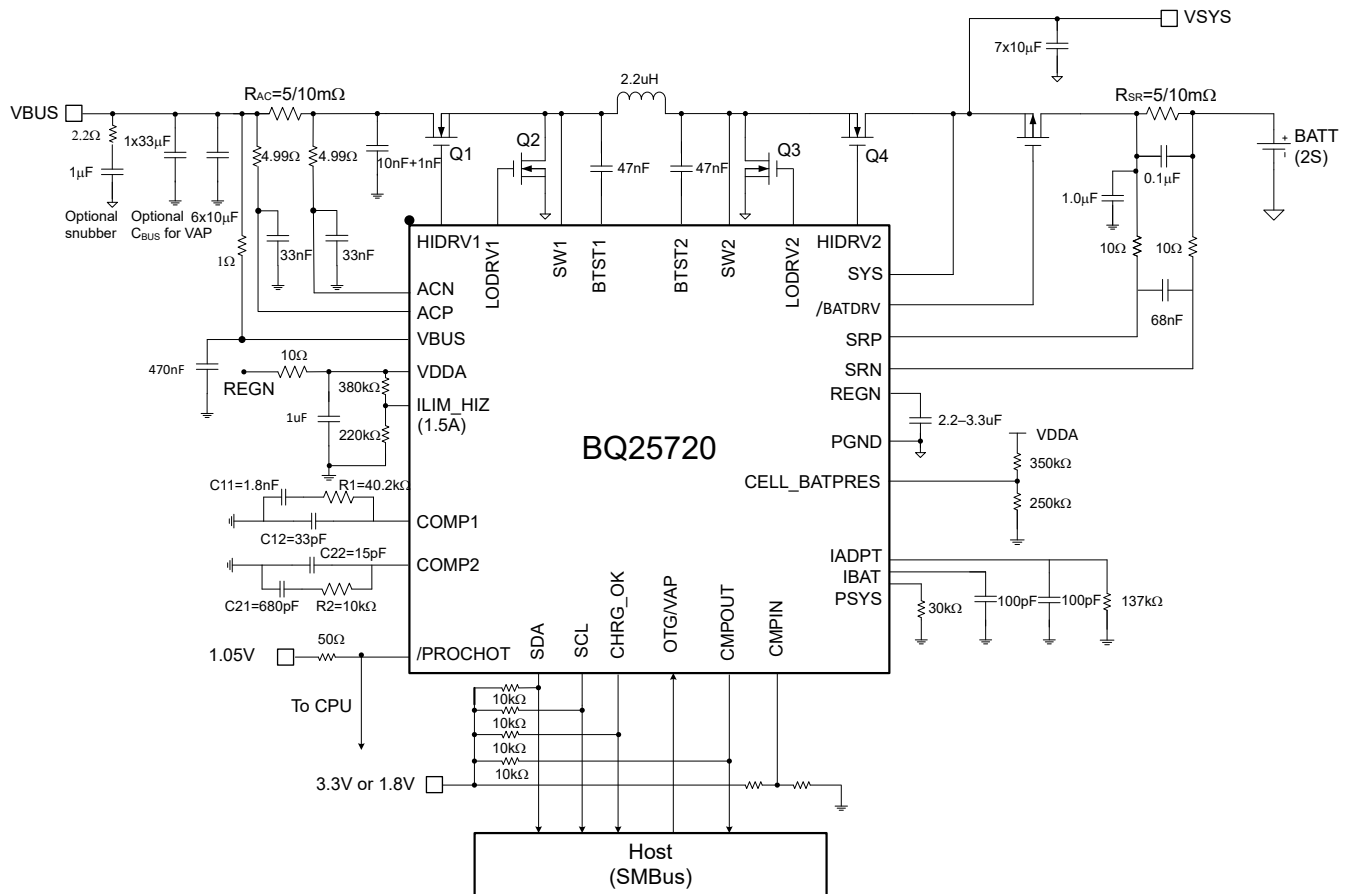 VSYS
7x10µF
2.2uH
VBUS
RAC=5/10mΩ
RSR=5/10mΩ
2.2Ω
1x33µF
4.99Ω
4.99Ω
10nF+1nF
Q1
Q2
47nF
47nF
Q3
Q4
BATT
(2S)
+
-
0.1µF
1µF
1.0µF
Optional
snubber
Optional
CBUS for VAP
6x10µF
1Ω
33nF
33nF
10Ω
10Ω
68nF
HIDRV1
LODRV1
SW1
BTST1
BTST2
SW2
LODRV2
HIDRV2
SYS
/BATDRV
SRP
SRN
REGN
PGND
CELL_BATPRES
IADPT
IBAT
PSYS
ACN
ACP
VBUS
VDDA
ILIM_HIZ
(1.5A)
COMP1
COMP2
/PROCHOT
BQ25720
470nF
REGN
10Ω
380kΩ
1uF
220kΩ
2.2–3.3uF
VDDA
350kΩ
250kΩ
C11=1.8nF
R1=40.2kΩ
C12=33pF
C22=15pF
C21=680pF
R2=10kΩ
30kΩ
100pF
100pF
137kΩ
SDA
SCL
CHRG_OK
OTG/VAP
CMPOUT
CMPIN
50Ω
1.05V
To CPU
10kΩ
10kΩ
10kΩ
10kΩ
3.3V or 1.8V
Host
(SMBus)